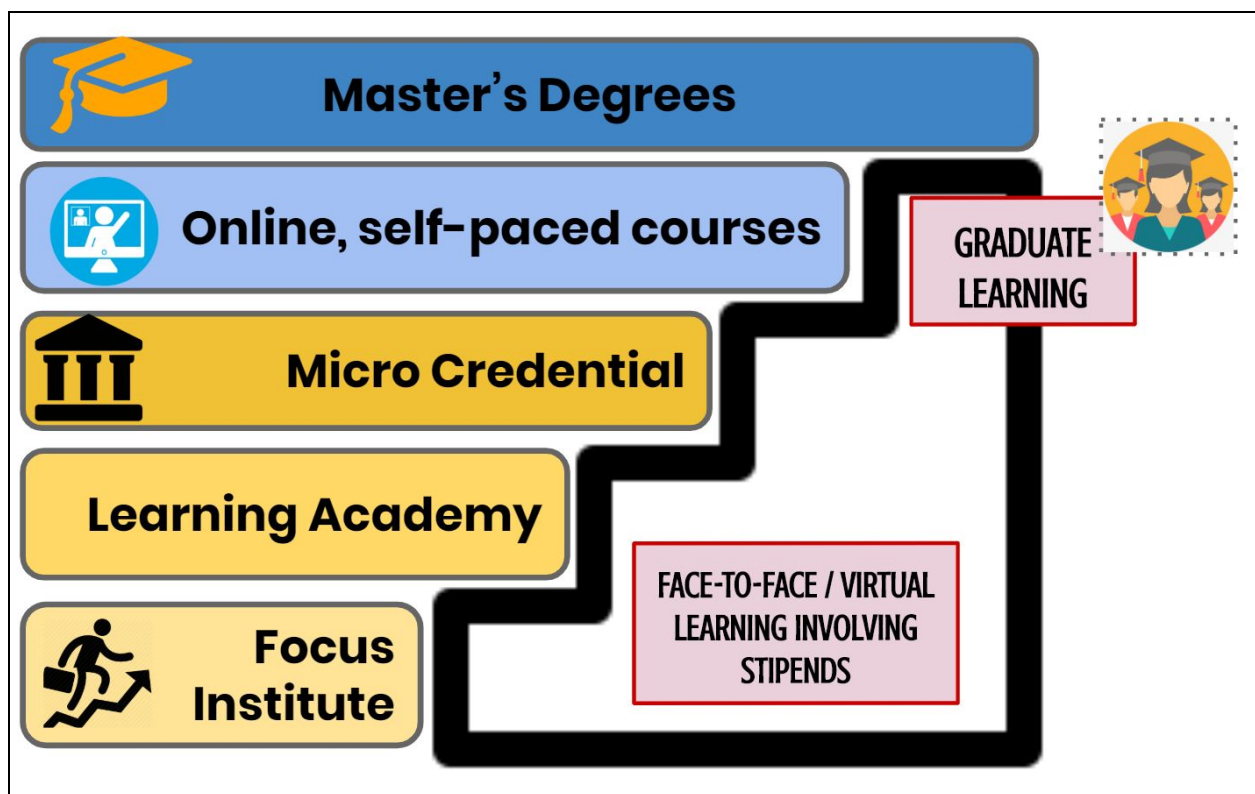 Master’s Degrees
Online, self-paced courses
GRADUATE
LEARNING
Micro Credential
Learning Academy
FACE-TO-FACE / VIRTUAL
LEARNING INVOLVING
STIPENDS
Focus
Institute